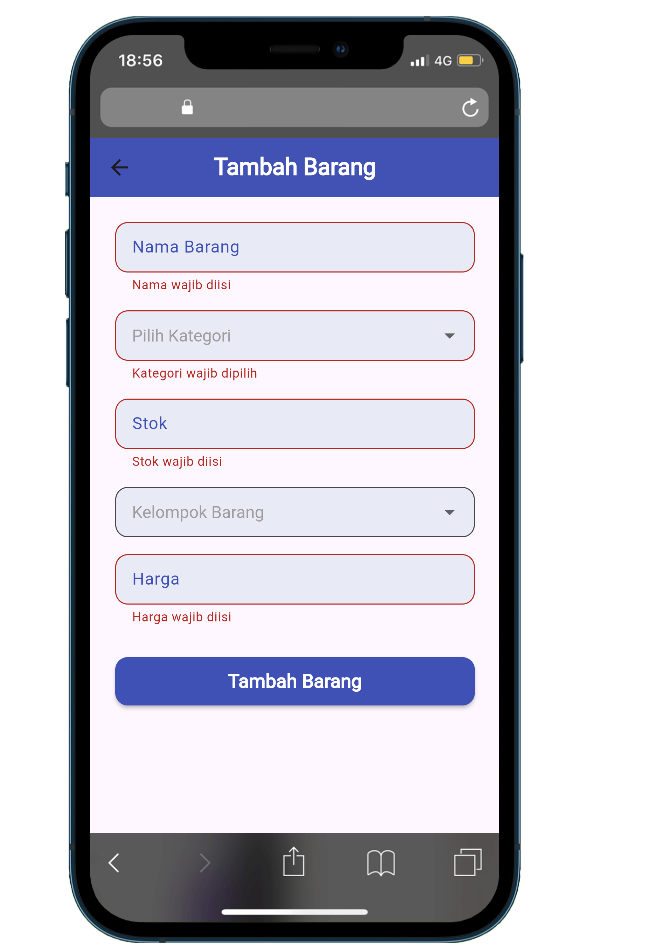 18:56
4G
Tambah Barang
Nama Barang
Nama wajib diisi
Pilih Kategori
Kategori wajib dipilih
Stok
Stok wajib diisi
Kelompok Barang
Harga
Harga wajib diisi
Tambah Barang